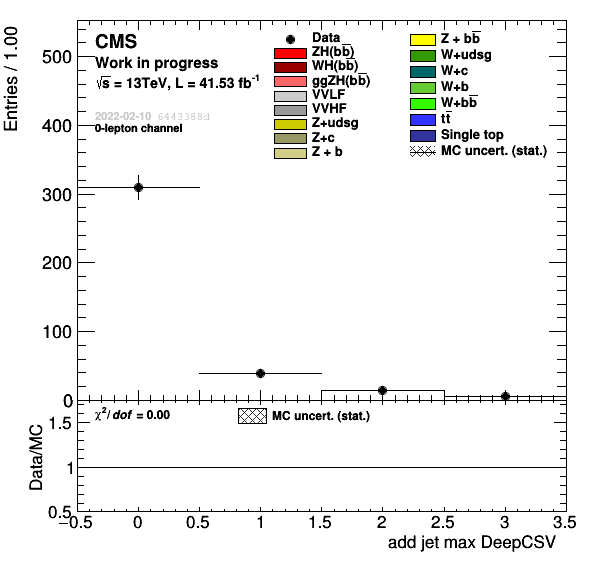 Entries / 1.00
500
400
300
200
100
0
CMS
Work in progress
√s = 13TeV, L = 41.53 fb⁻¹
2022-02-10 6443388d
0-lepton channel
Data
ZH(bb̅)
WH(bb̅)
ggZH(bb̅)
VVLF
VVHF
Z+udsg
Z+c
Z + b
Z + bb̅
W+udsg
W+c
W+b
W+bb̅
tt̅
Single top
MC uncert. (stat.)
Data/MC
1.5
1
0.5
χ²/dof = 0.00
MC uncert. (stat.)
−0.5 0 0.5 1 1.5 2 2.5 3 3.5
add jet max DeepCSV